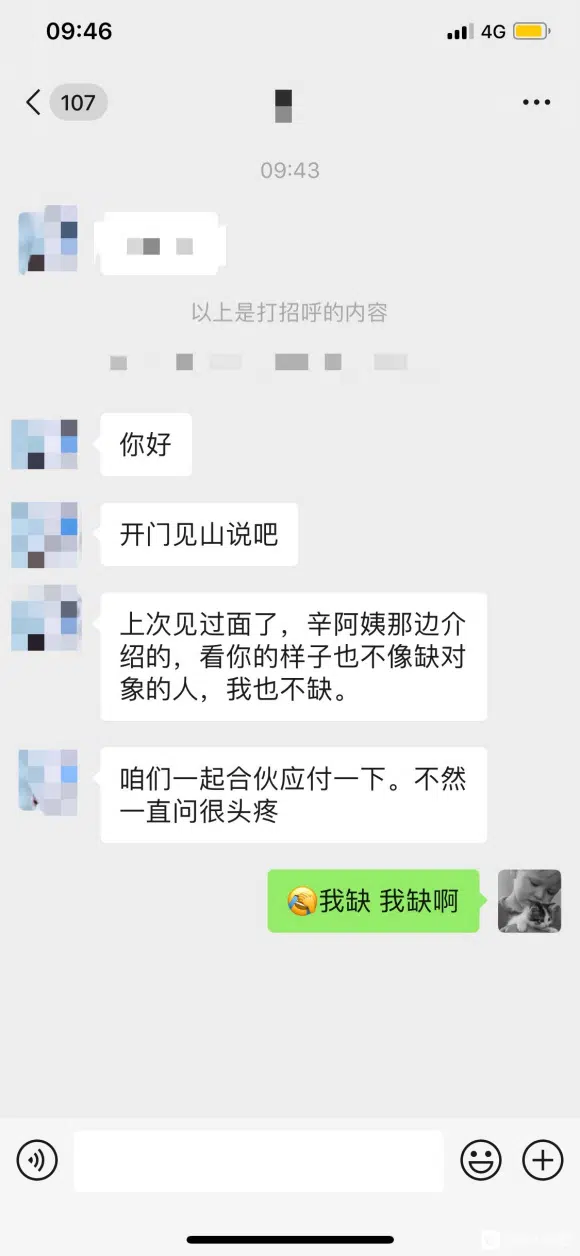 09:46
4G
107
09:43
以上是打招呼的内容
你好
开门见山说吧
上次见过面了，辛阿姨那边介
绍的，看你的样子也不像缺对
象的人，我也不缺。
咱们一起合伙应付一下。不然
一直问很头疼
🤣我缺 我缺啊